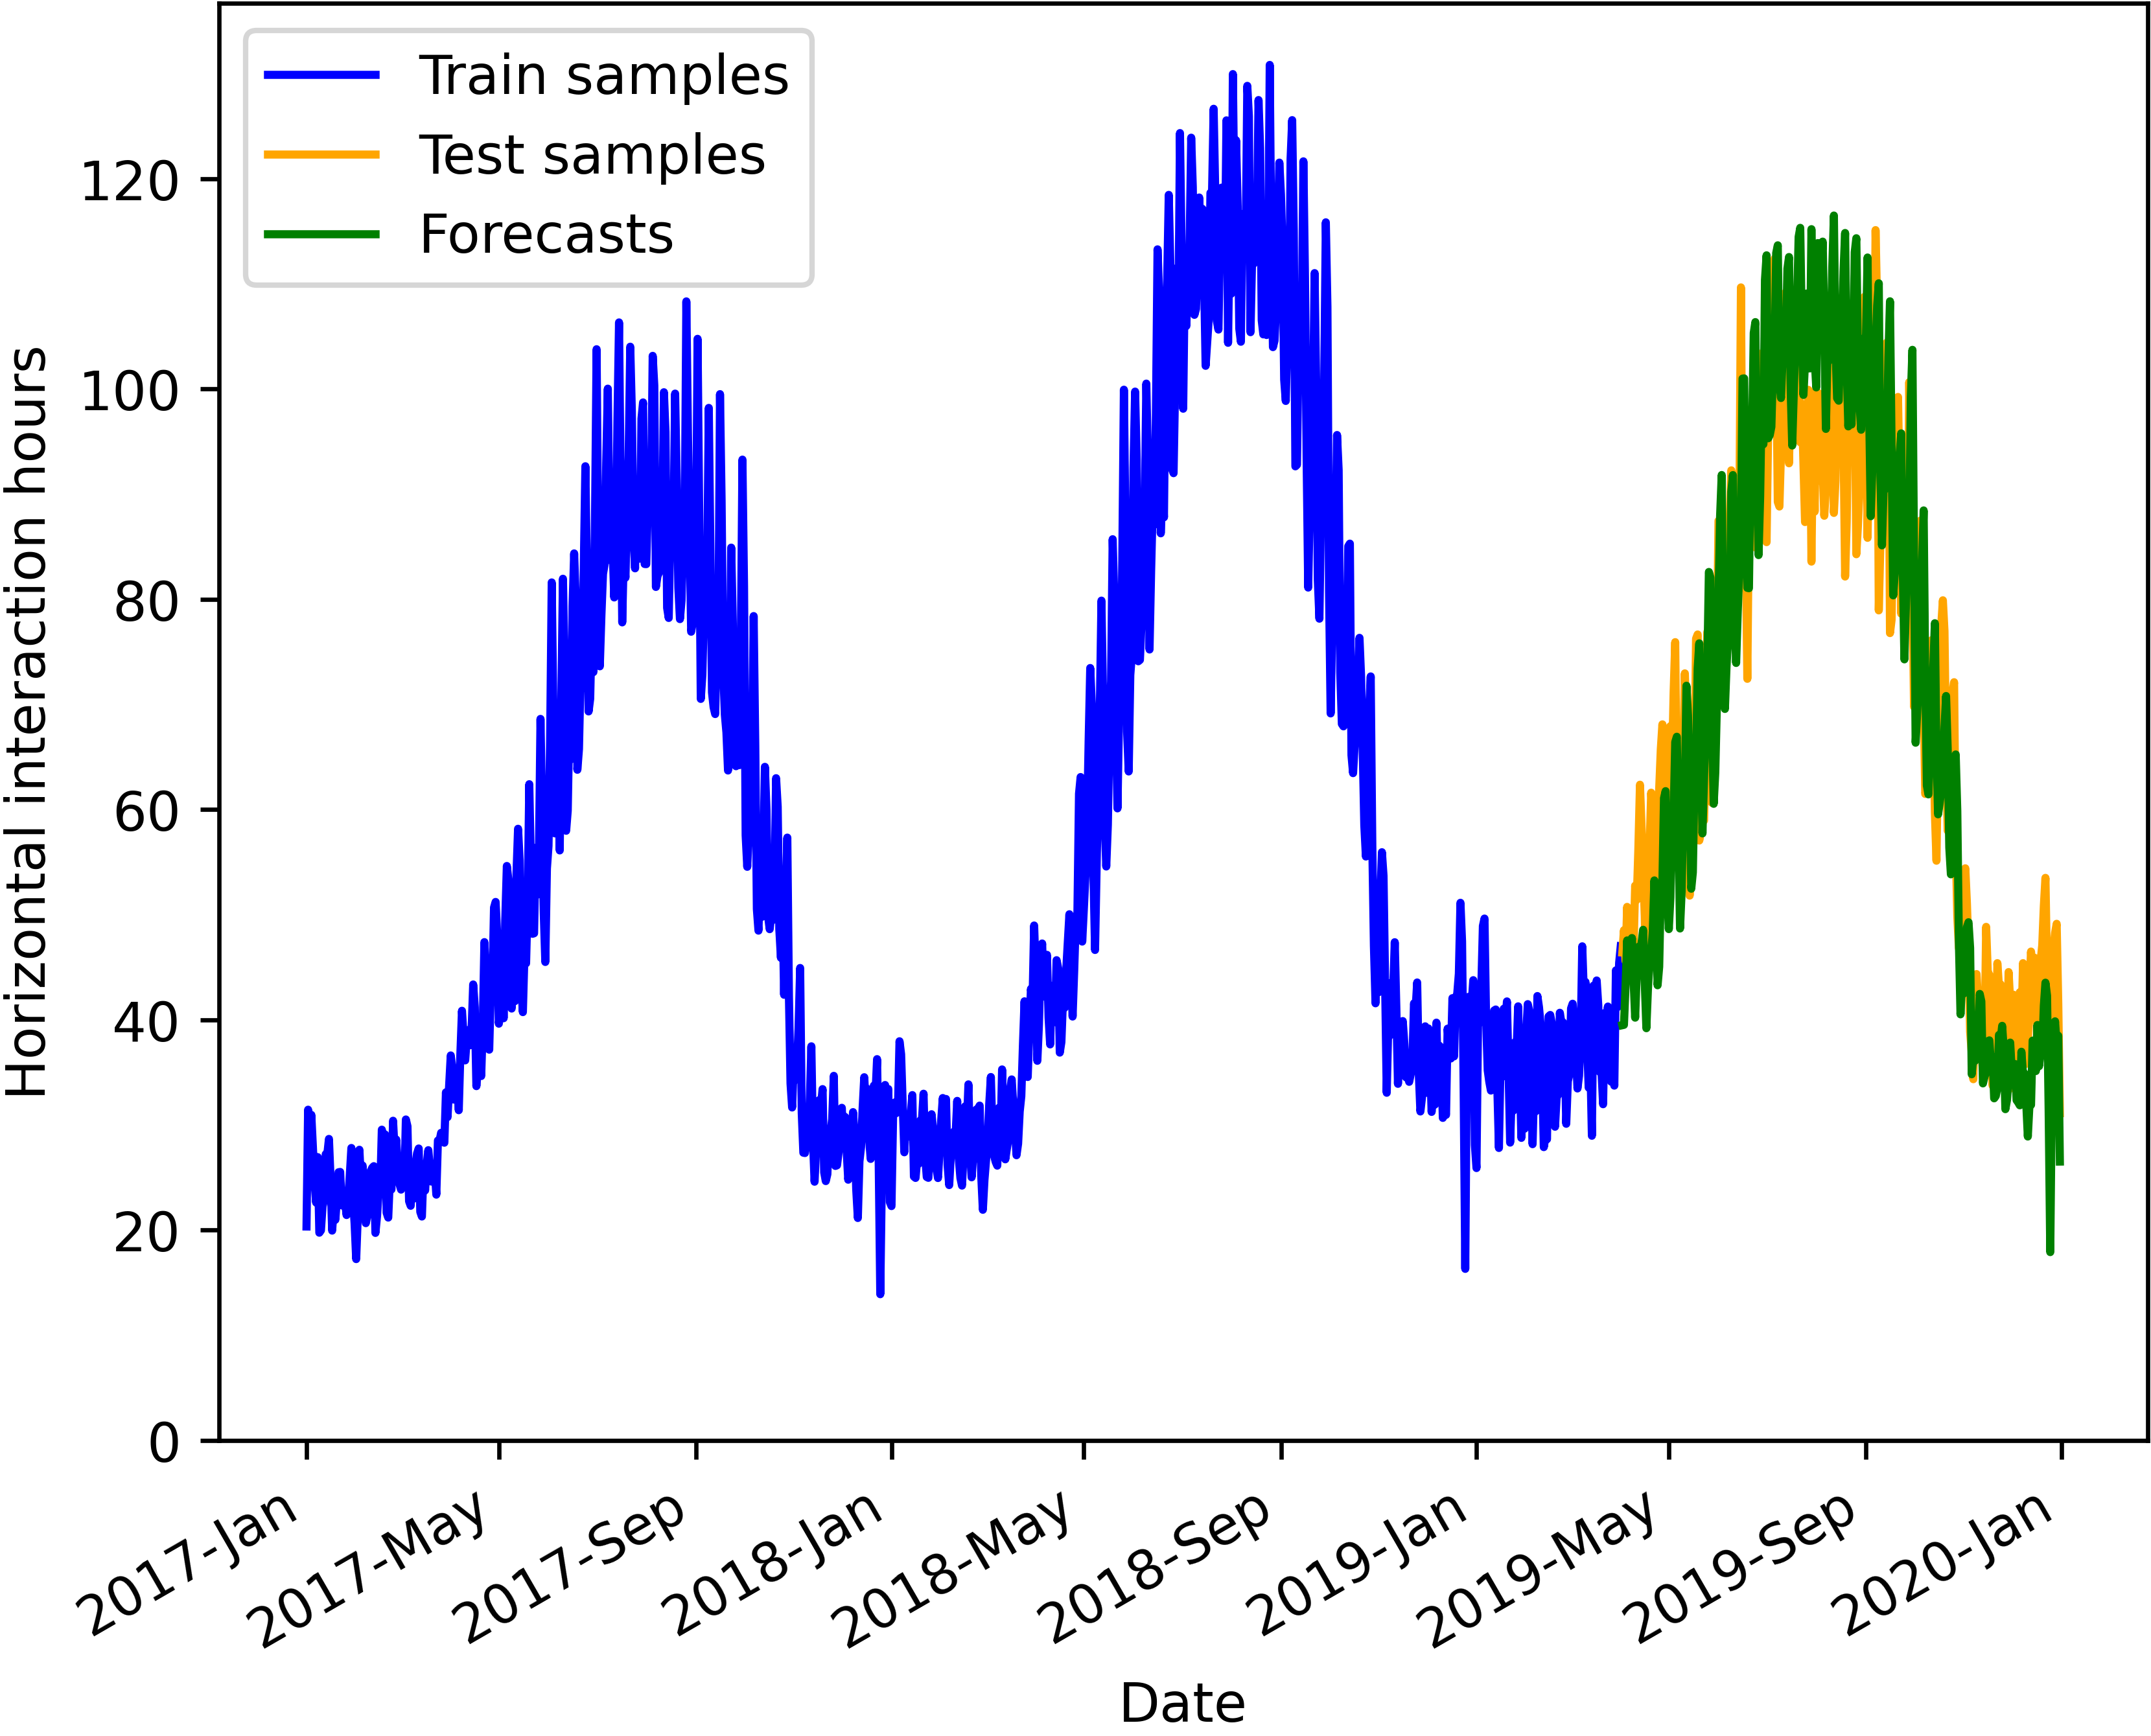 Train samples
Test samples
Forecasts
Horizontal interaction hours
120
100
80
60
40
20
0
2017-Jan
2017-May
2017-Sep
2018-Jan
2018-May
2018-Sep
2019-Jan
2019-May
2019-Sep
2020-Jan
Date